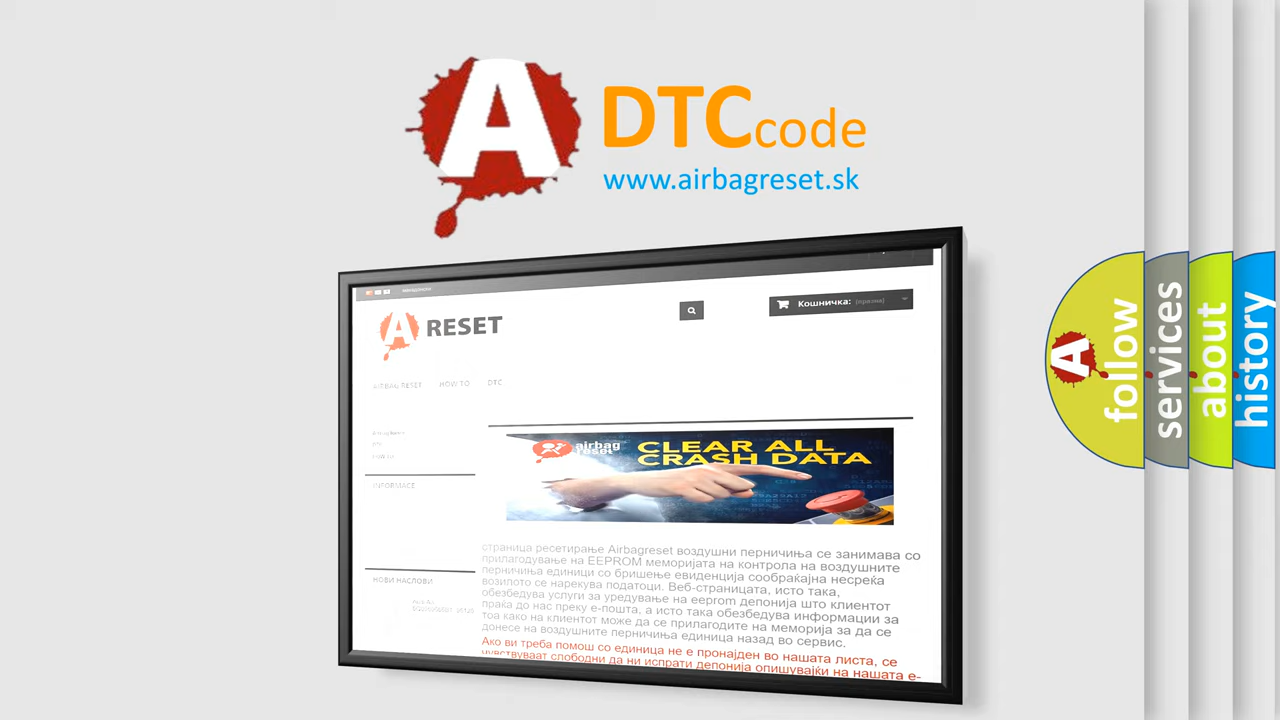 A DTCcode
www.airbagreset.sk
A RESET
Кошничка: (празна)
AIRBAG RESET HOW TO DTC
airbag reset
CLEAR ALL
CRASH DATA
INFORMACE
НОВИ НАСЛОВИ
страница ресетирање Airbagreset воздушни перничиња се занимава со
прилагодување на EEPROM меморијата на контрола на воздушните
перничиња единици со бришење евиденција сообраќајна несреќа
возилото се нарекува податоци. Веб-страницата, исто така,
обезбедува услуги за уредување на eeprom депонија што клиентот
праќа до нас преку е-пошта, а исто така обезбедува информации за
тоа како на клиентот може да се прилагодите на меморија за да се
донесе на воздушните перничиња единица назад во сервис.
Ако ви треба помош со единица не е пронајден во нашата листа, се
чувствуваат слободни да ни испрати депонија опишувајќи на нашата е-
A follow
services
about
history